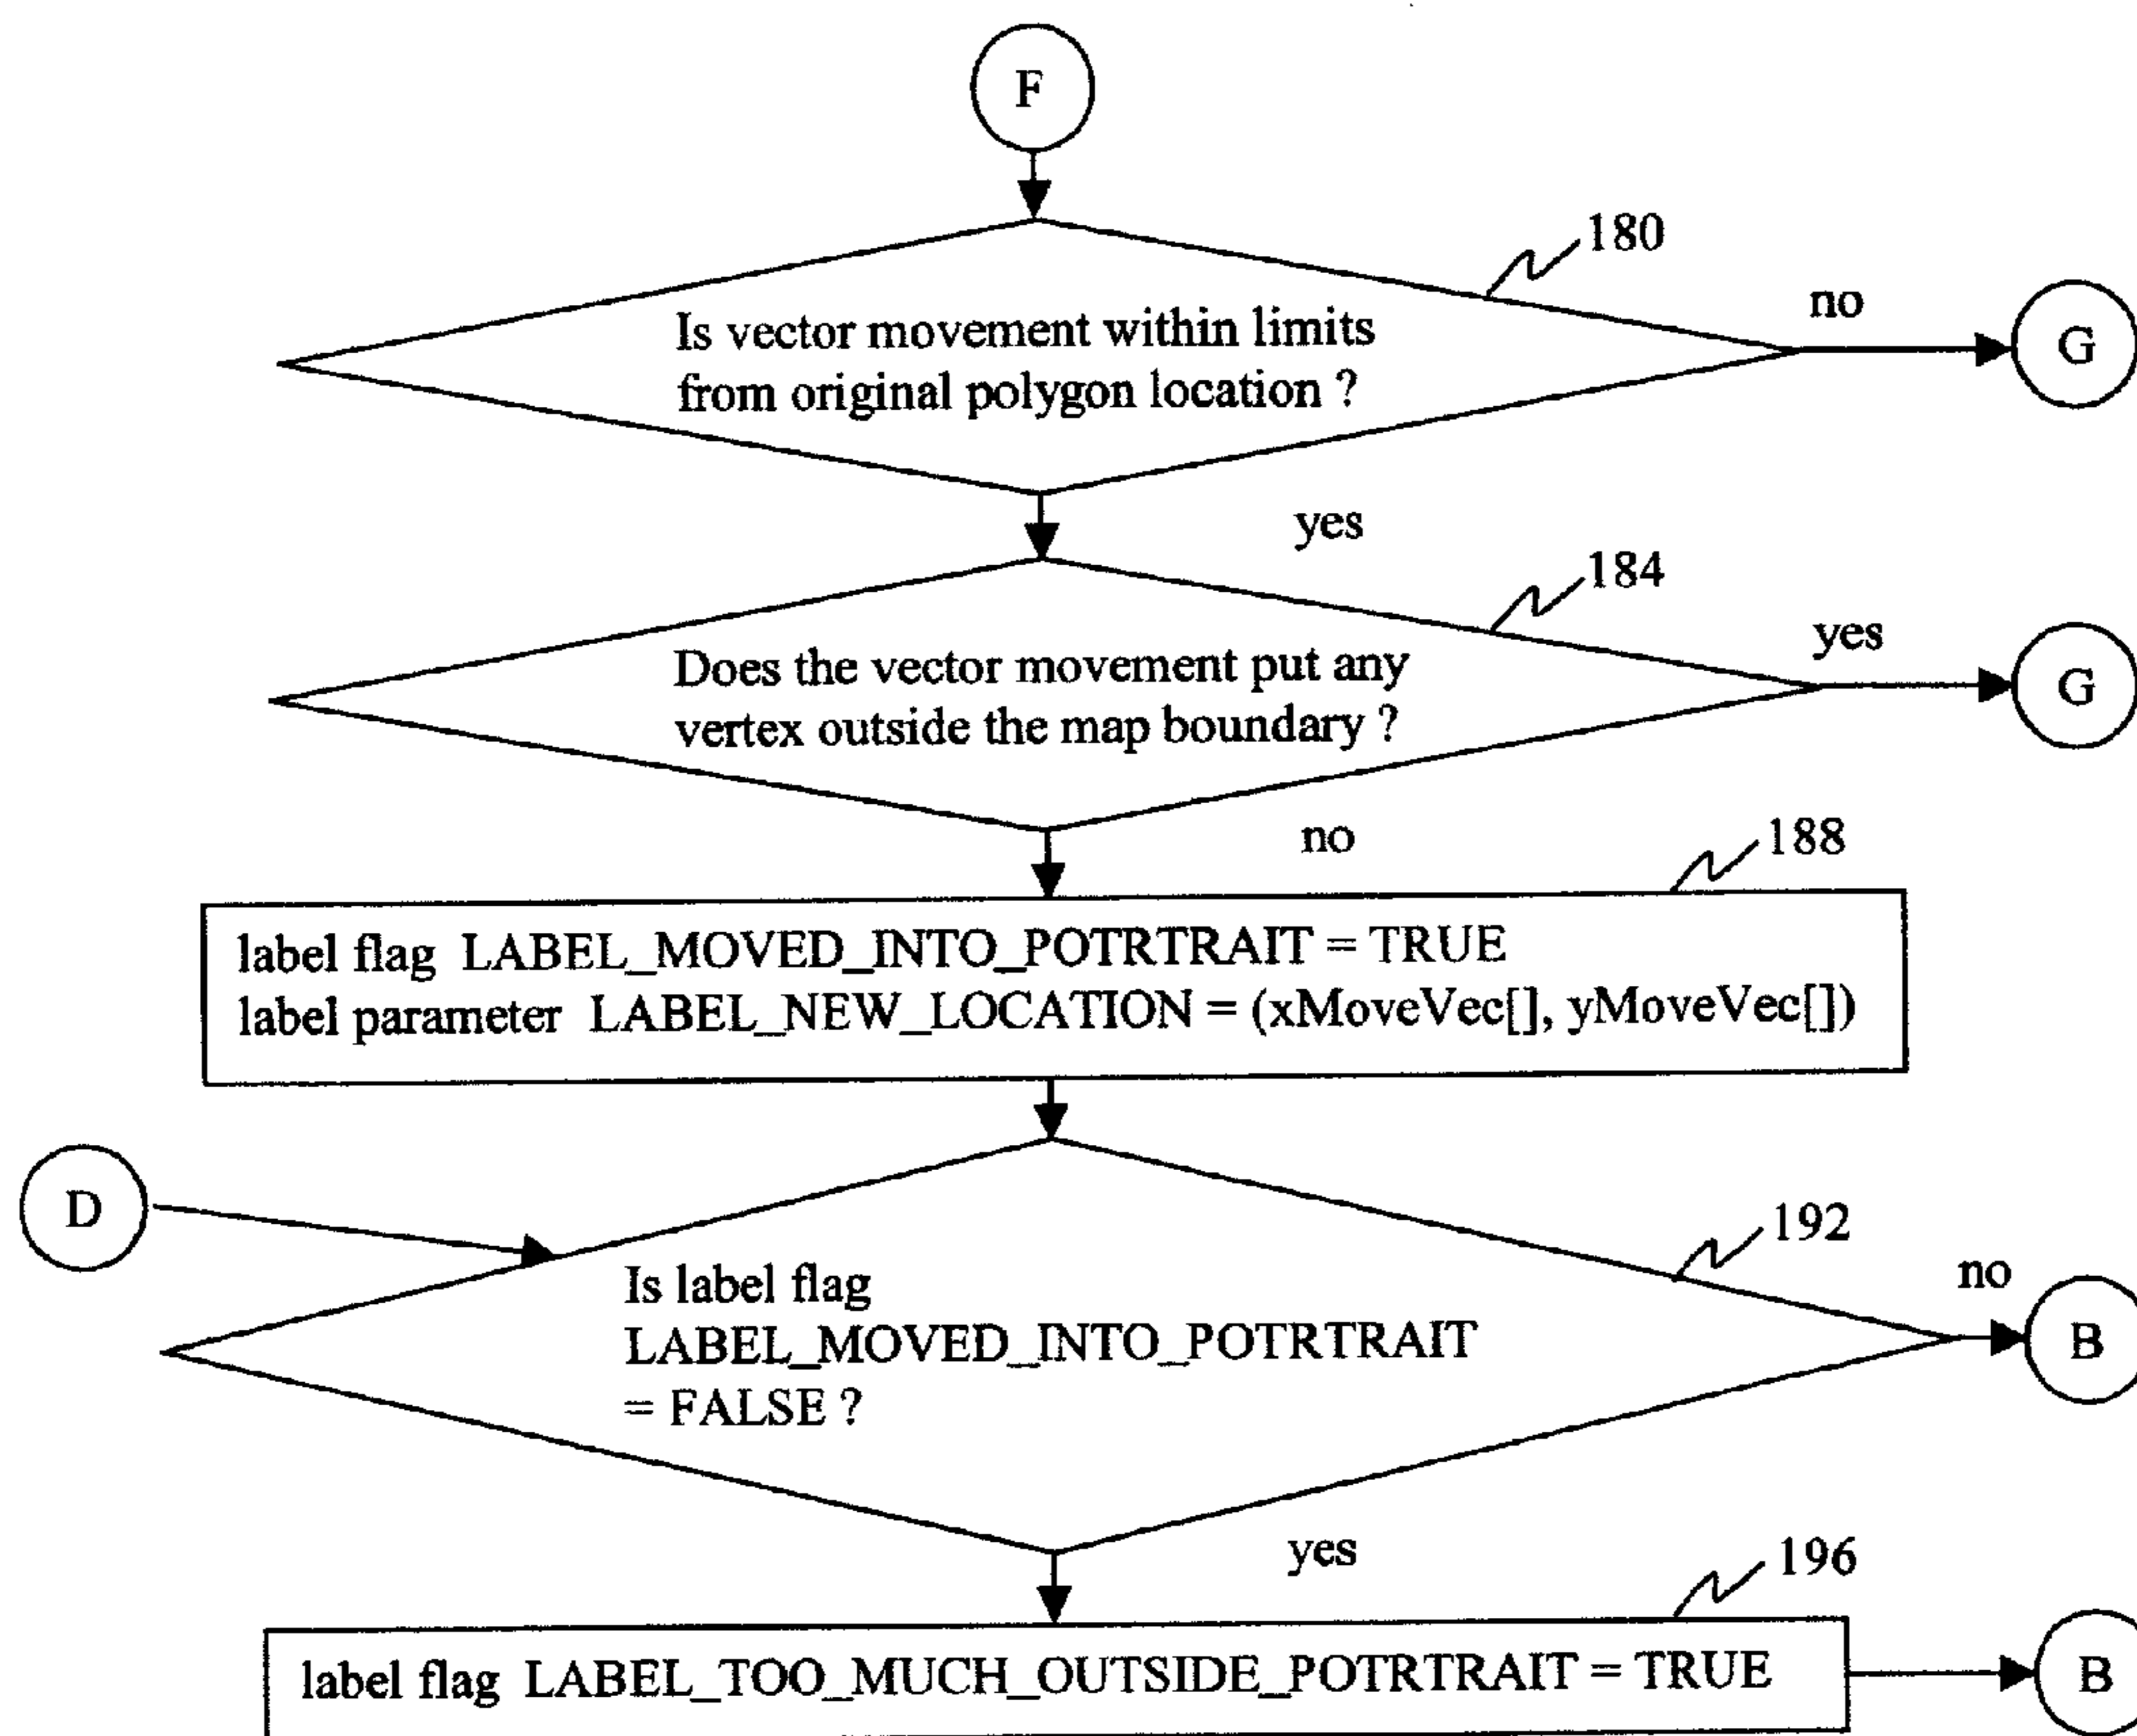 F
180
no
Is vector movement within limits
from original polygon location ?
G
yes
184
yes
Does the vector movement put any
vertex outside the map boundary ?
G
no
188
label flag LABEL_MOVED_INTO_POTRTRAIT = TRUE
label parameter LABEL_NEW_LOCATION = (xMoveVec[], yMoveVec[])
D
192
no
Is label flag
LABEL_MOVED_INTO_POTRTRAIT
= FALSE ?
B
yes
196
label flag LABEL_TOO_MUCH_OUTSIDE_POTRTRAIT = TRUE
B